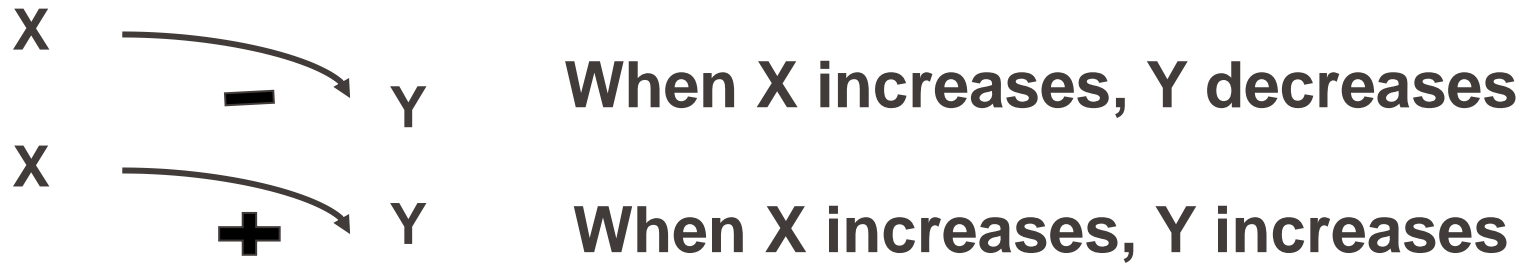 X
− Y When X increases, Y decreases
X
+ Y When X increases, Y increases